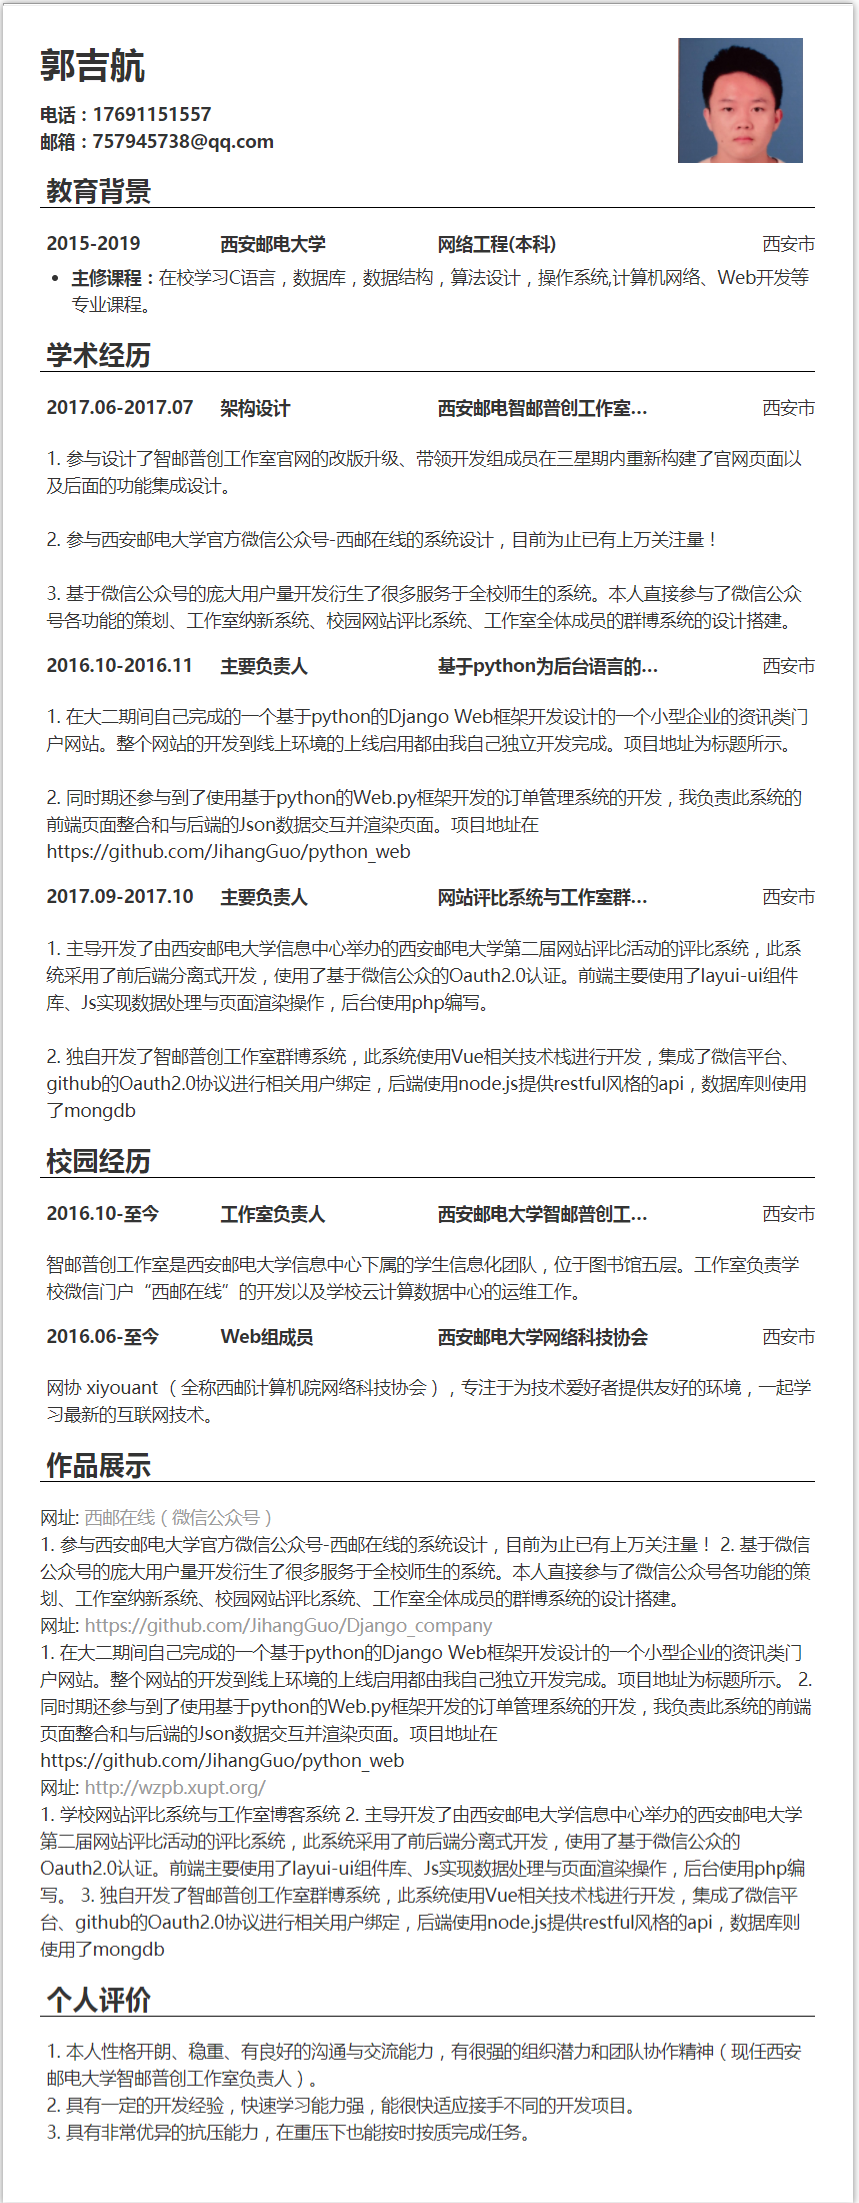 郭吉航
电话：17691151557
邮箱：757945738@qq.com
教育背景
2015-2019 西安邮电大学 网络工程(本科) 西安市
• 主修课程：在校学习C语言，数据库，数据结构，算法设计，操作系统,计算机网络、Web开发等
专业课程。
学术经历
2017.06-2017.07 架构设计 西安邮电智邮普创工作室... 西安市
1. 参与设计了智邮普创工作室官网的改版升级、带领开发组成员在三星期内重新构建了官网页面以
及后面的功能集成设计。
2. 参与西安邮电大学官方微信公众号-西邮在线的系统设计，目前为止已有上万关注量！
3. 基于微信公众号的庞大用户量开发衍生了很多服务于全校师生的系统。本人直接参与了微信公众
号各功能的策划、工作室纳新系统、校园网站评比系统、工作室全体成员的群博系统的设计搭建。
2016.10-2016.11 主要负责人 基于python为后台语言的... 西安市
1. 在大二期间自己完成的一个基于python的Django Web框架开发设计的一个小型企业的资讯类门
户网站。整个网站的开发到线上环境的上线启用都由我自己独立开发完成。项目地址为标题所示。
2. 同时期还参与到了使用基于python的Web.py框架开发的订单管理系统的开发，我负责此系统的
前端页面整合和与后端的Json数据交互并渲染页面。项目地址在
https://github.com/JihangGuo/python_web
2017.09-2017.10 主要负责人 网站评比系统与工作室群... 西安市
1. 主导开发了由西安邮电大学信息中心举办的西安邮电大学第二届网站评比活动的评比系统，此系
统采用了前后端分离式开发，使用了基于微信公众的Oauth2.0认证。前端主要使用了layui-ui组件
库、Js实现数据处理与页面渲染操作，后台使用php编写。
2. 独自开发了智邮普创工作室群博系统，此系统使用Vue相关技术栈进行开发，集成了微信平台、
github的Oauth2.0协议进行相关用户绑定，后端使用node.js提供restful风格的api，数据库则使用
了mongdb
校园经历
2016.10-至今 工作室负责人 西安邮电大学智邮普创工... 西安市
智邮普创工作室是西安邮电大学信息中心下属的学生信息化团队，位于图书馆五层。工作室负责学
校微信门户“西邮在线”的开发以及学校云计算数据中心的运维工作。
2016.06-至今 Web组成员 西安邮电大学网络科技协会 西安市
网协 xiyouant （全称西邮计算机院网络科技协会），专注于为技术爱好者提供友好的环境，一起学
习最新的互联网技术。
作品展示
网址: 西邮在线（微信公众号）
1. 参与西安邮电大学官方微信公众号-西邮在线的系统设计，目前为止已有上万关注量！ 2. 基于微信
公众号的庞大用户量开发衍生了很多服务于全校师生的系统。本人直接参与了微信公众号各功能的策
划、工作室纳新系统、校园网站评比系统、工作室全体成员的群博系统的设计搭建。
网址: https://github.com/JihangGuo/Django_company
1. 在大二期间自己完成的一个基于python的Django Web框架开发设计的一个小型企业的资讯类门
户网站。整个网站的开发到线上环境的上线启用都由我自己独立开发完成。项目地址为标题所示。 2.
同时期还参与到了使用基于python的Web.py框架开发的订单管理系统的开发，我负责此系统的前端
页面整合和与后端的Json数据交互并渲染页面。项目地址在
https://github.com/JihangGuo/python_web
网址: http://wzpb.xupt.org/
1. 学校网站评比系统与工作室博客系统 2. 主导开发了由西安邮电大学信息中心举办的西安邮电大学
第二届网站评比活动的评比系统，此系统采用了前后端分离式开发，使用了基于微信公众的
Oauth2.0认证。前端主要使用了layui-ui组件库、Js实现数据处理与页面渲染操作，后台使用php编
写。 3. 独自开发了智邮普创工作室群博系统，此系统使用Vue相关技术栈进行开发，集成了微信平
台、github的Oauth2.0协议进行相关用户绑定，后端使用node.js提供restful风格的api，数据库则
使用了mongdb
个人评价
1. 本人性格开朗、稳重、有良好的沟通与交流能力，有很强的组织潜力和团队协作精神（现任西安
邮电大学智邮普创工作室负责人）。
2. 具有一定的开发经验，快速学习能力强，能很快适应接手不同的开发项目。
3. 具有非常优异的抗压能力，在重压下也能按时按质完成任务。